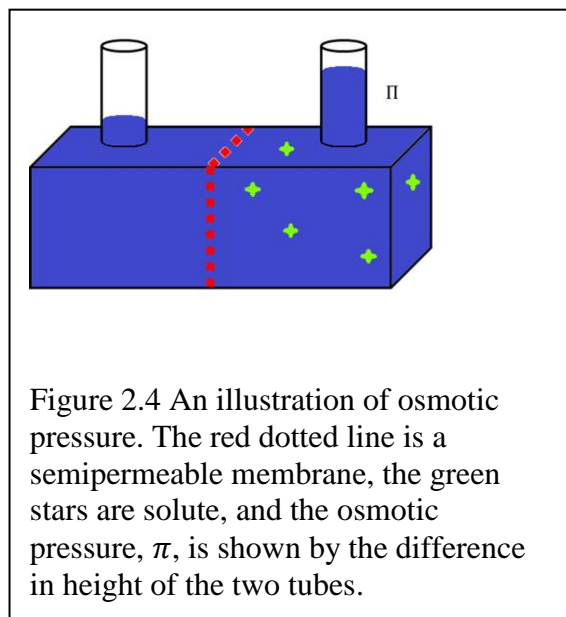 Π
Figure 2.4 An illustration of osmotic
pressure. The red dotted line is a
semipermeable membrane, the green
stars are solute, and the osmotic
pressure, 𝜋, is shown by the difference
in height of the two tubes.